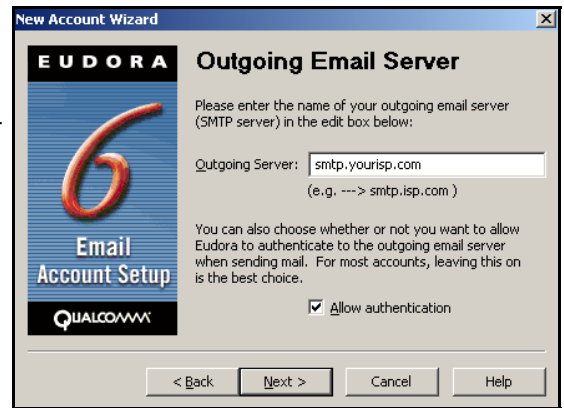 New Account Wizard
EUDORA
6
Email
Account Setup
QUALCOMM
Outgoing Email Server
Please enter the name of your outgoing email server
(SMTP server) in the edit box below:
Outgoing Server: smtp.yourisp.com
(e.g. ---> smtp.isp.com )
You can also choose whether or not you want to allow
Eudora to authenticate to the outgoing email server
when sending mail. For most accounts, leaving this on
is the best choice.
Allow authentication
< Back Next > Cancel Help